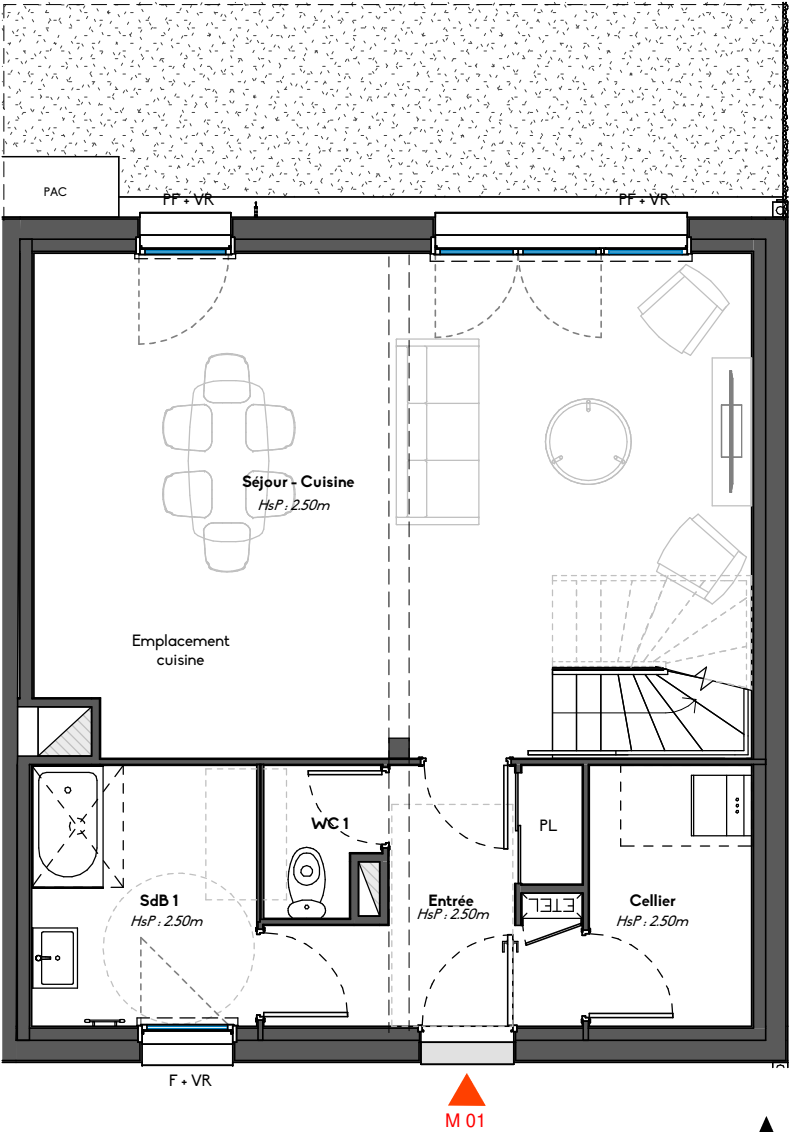 PAC
PF + VR
PF + VR
Séjour - Cuisine
HsP : 2.50m
Emplacement
cuisine
WC 1
PL
SdB 1
HsP : 2.50m
Entrée
HsP : 2.50m
ETEL
Cellier
HsP : 2.50m
F + VR
M 01